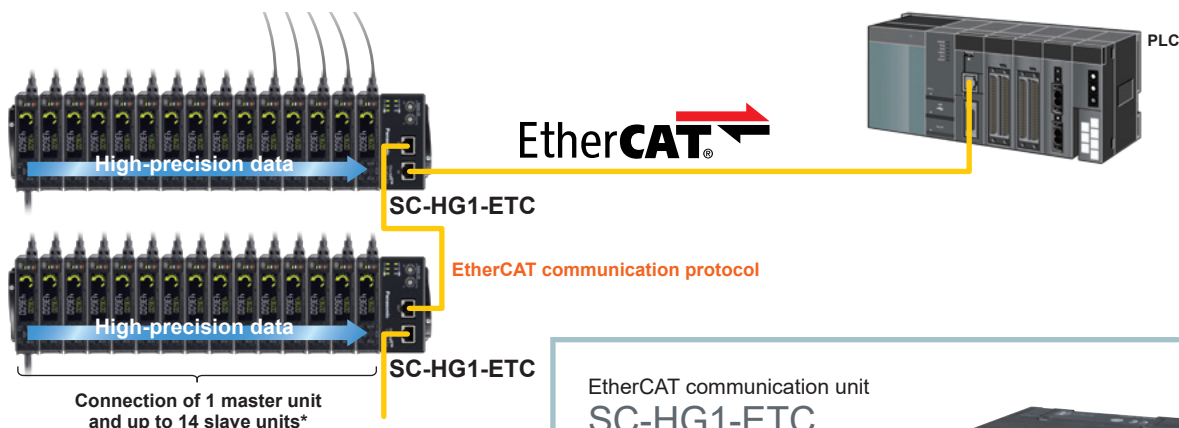 PLC
EtherCAT®
High-precision data
SC-HG1-ETC
EtherCAT communication protocol
High-precision data
SC-HG1-ETC
Connection of 1 master unit
and up to 14 slave units*
EtherCAT communication unit
SC-HG1-ETC